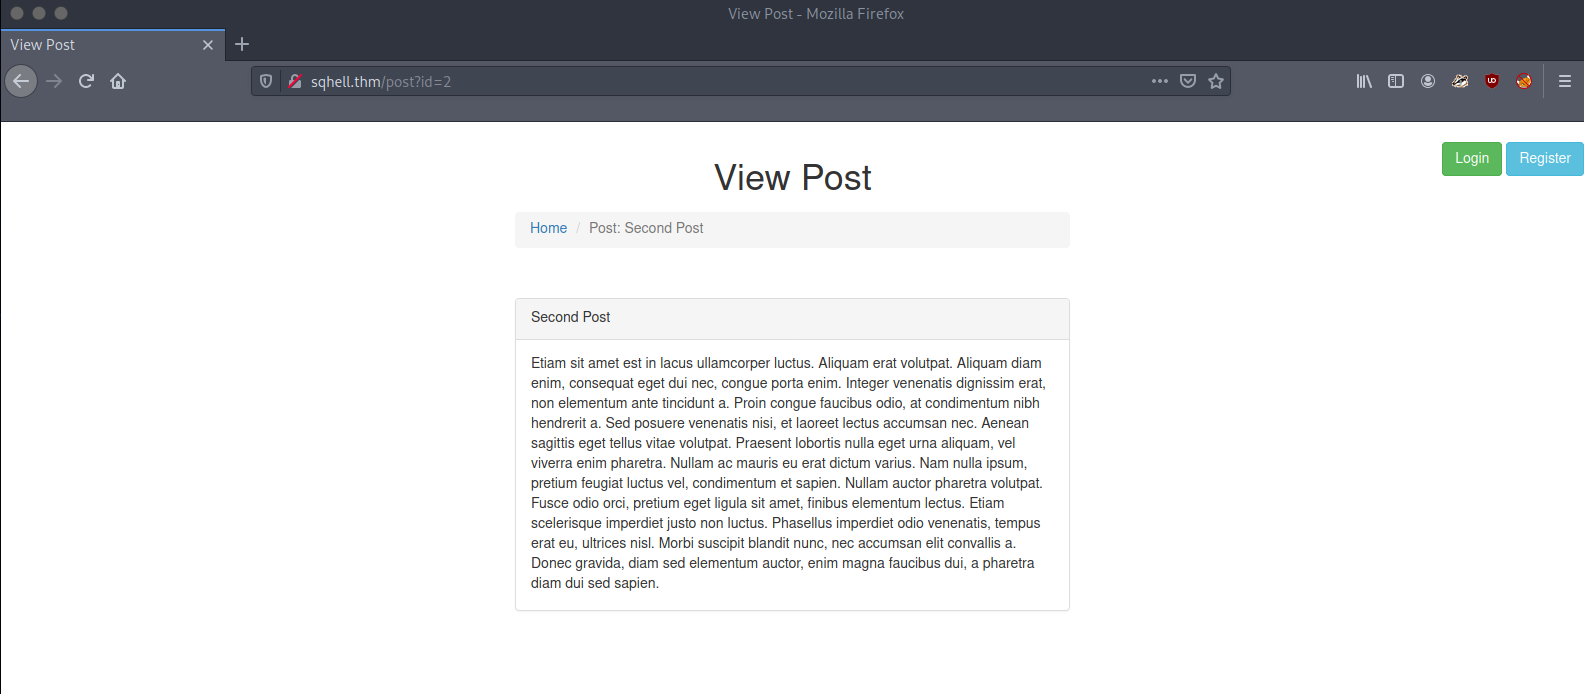 View Post - Mozilla Firefox
View Post
sqhell.thm/post?id=2
Login Register
View Post
Home / Post: Second Post
Second Post
Etiam sit amet est in lacus ullamcorper luctus. Aliquam erat volutpat. Aliquam diam
enim, consequat eget dui nec, congue porta enim. Integer venenatis dignissim erat,
non elementum ante tincidunt a. Proin congue faucibus odio, at condimentum nibh
hendrerit a. Sed posuere venenatis nisi, et laoreet lectus accumsan nec. Aenean
sagittis eget tellus vitae volutpat. Praesent lobortis nulla eget urna aliquam, vel
viverra enim pharetra. Nullam ac mauris eu erat dictum varius. Nam nulla ipsum,
pretium feugiat luctus vel, condimentum et sapien. Nullam auctor pharetra volutpat.
Fusce odio orci, pretium eget ligula sit amet, finibus elementum lectus. Etiam
scelerisque imperdiet justo non luctus. Phasellus imperdiet odio venenatis, tempus
erat eu, ultrices nisl. Morbi suscipit blandit nunc, nec accumsan elit convallis a.
Donec gravida, diam sed elementum auctor, enim magna faucibus dui, a pharetra
diam dui sed sapien.